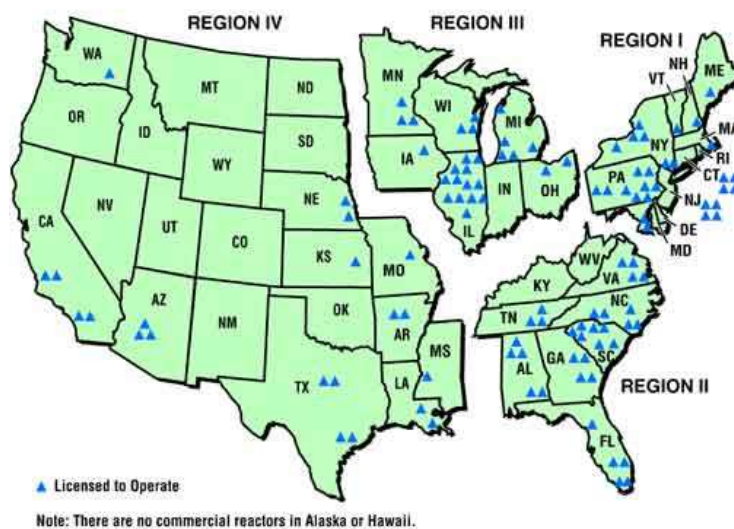 REGION IV
REGION III
REGION I
WA
MT
ND
OR
ID
SD
WY
NE
NV
UT
CO
CA
KS
MO
AZ
NM
OK
AR
TX
LA
MS
MN
WI
MI
IA
IL
IN
OH
VT
NH
ME
NY
MA
RI
CT
PA
NJ
DE
MD
WV
VA
KY
NC
TN
SC
AL
GA
REGION II
FL
Licensed to Operate
Note: There are no commercial reactors in Alaska or Hawaii.